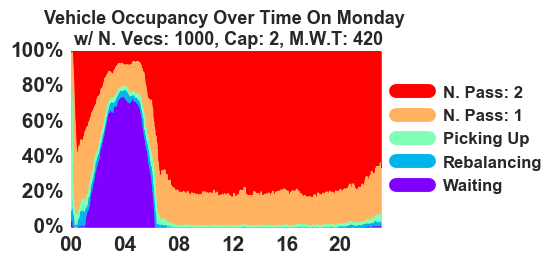 Vehicle Occupancy Over Time On Monday
w/ N. Vecs: 1000, Cap: 2, M.W.T: 420
100%
80%
60%
40%
20%
0%
00 04 08 12 16 20
N. Pass: 2
N. Pass: 1
Picking Up
Rebalancing
Waiting